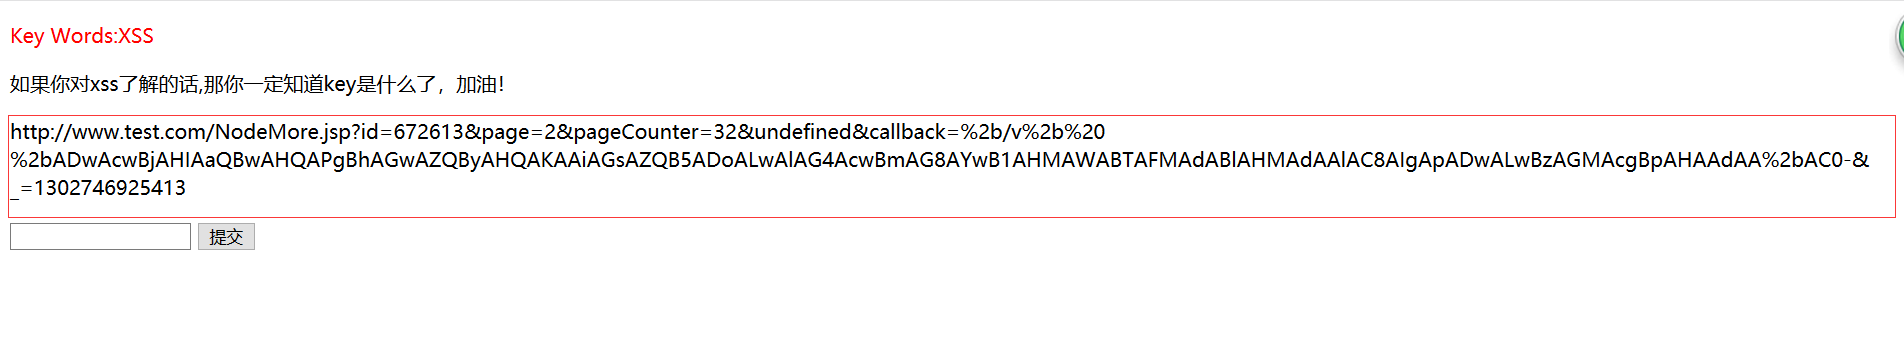 Key Words:XSS
如果你对xss了解的话,那你一定知道key是什么了，加油！
http://www.test.com/NodeMore.jsp?id=672613&page=2&pageCounter=32&undefined&callback=%2b/v%2b%20
%2bADwAcwBjAHIAaQBwAHQAPgBhAGwAZQByAHQAKAAiAGsAZQB5ADoALwAlAG4AcwBmAG8AYwB1AHMAWABTAFMAdABlAHMAdAAlAC8AIgApADwALwBzAGMAcgBpAHAAdAA%2bAC0-&
_=1302746925413
提交